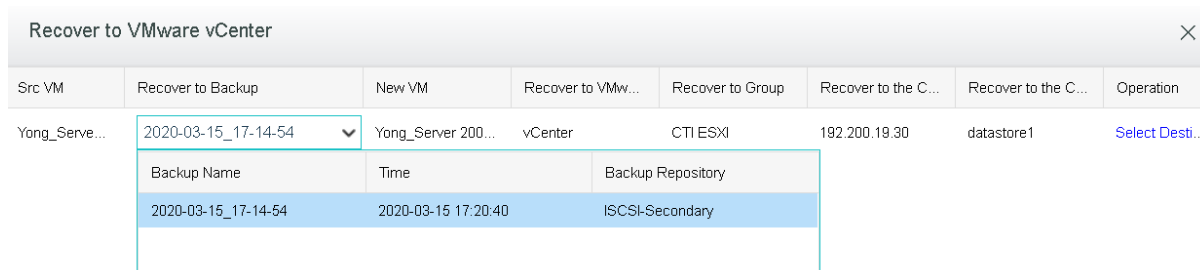 Recover to VMware vCenter
Src VM Recover to Backup New VM Recover to VMw... Recover to Group Recover to the C... Recover to the C... Operation
Yong_Serve... 2020-03-15_17-14-54 Yong_Server 200... vCenter CTI ESXI 192.200.19.30 datastore1 Select Desti...
Backup Name Time Backup Repository
2020-03-15_17-14-54 2020-03-15 17:20:40 ISCSI-Secondary